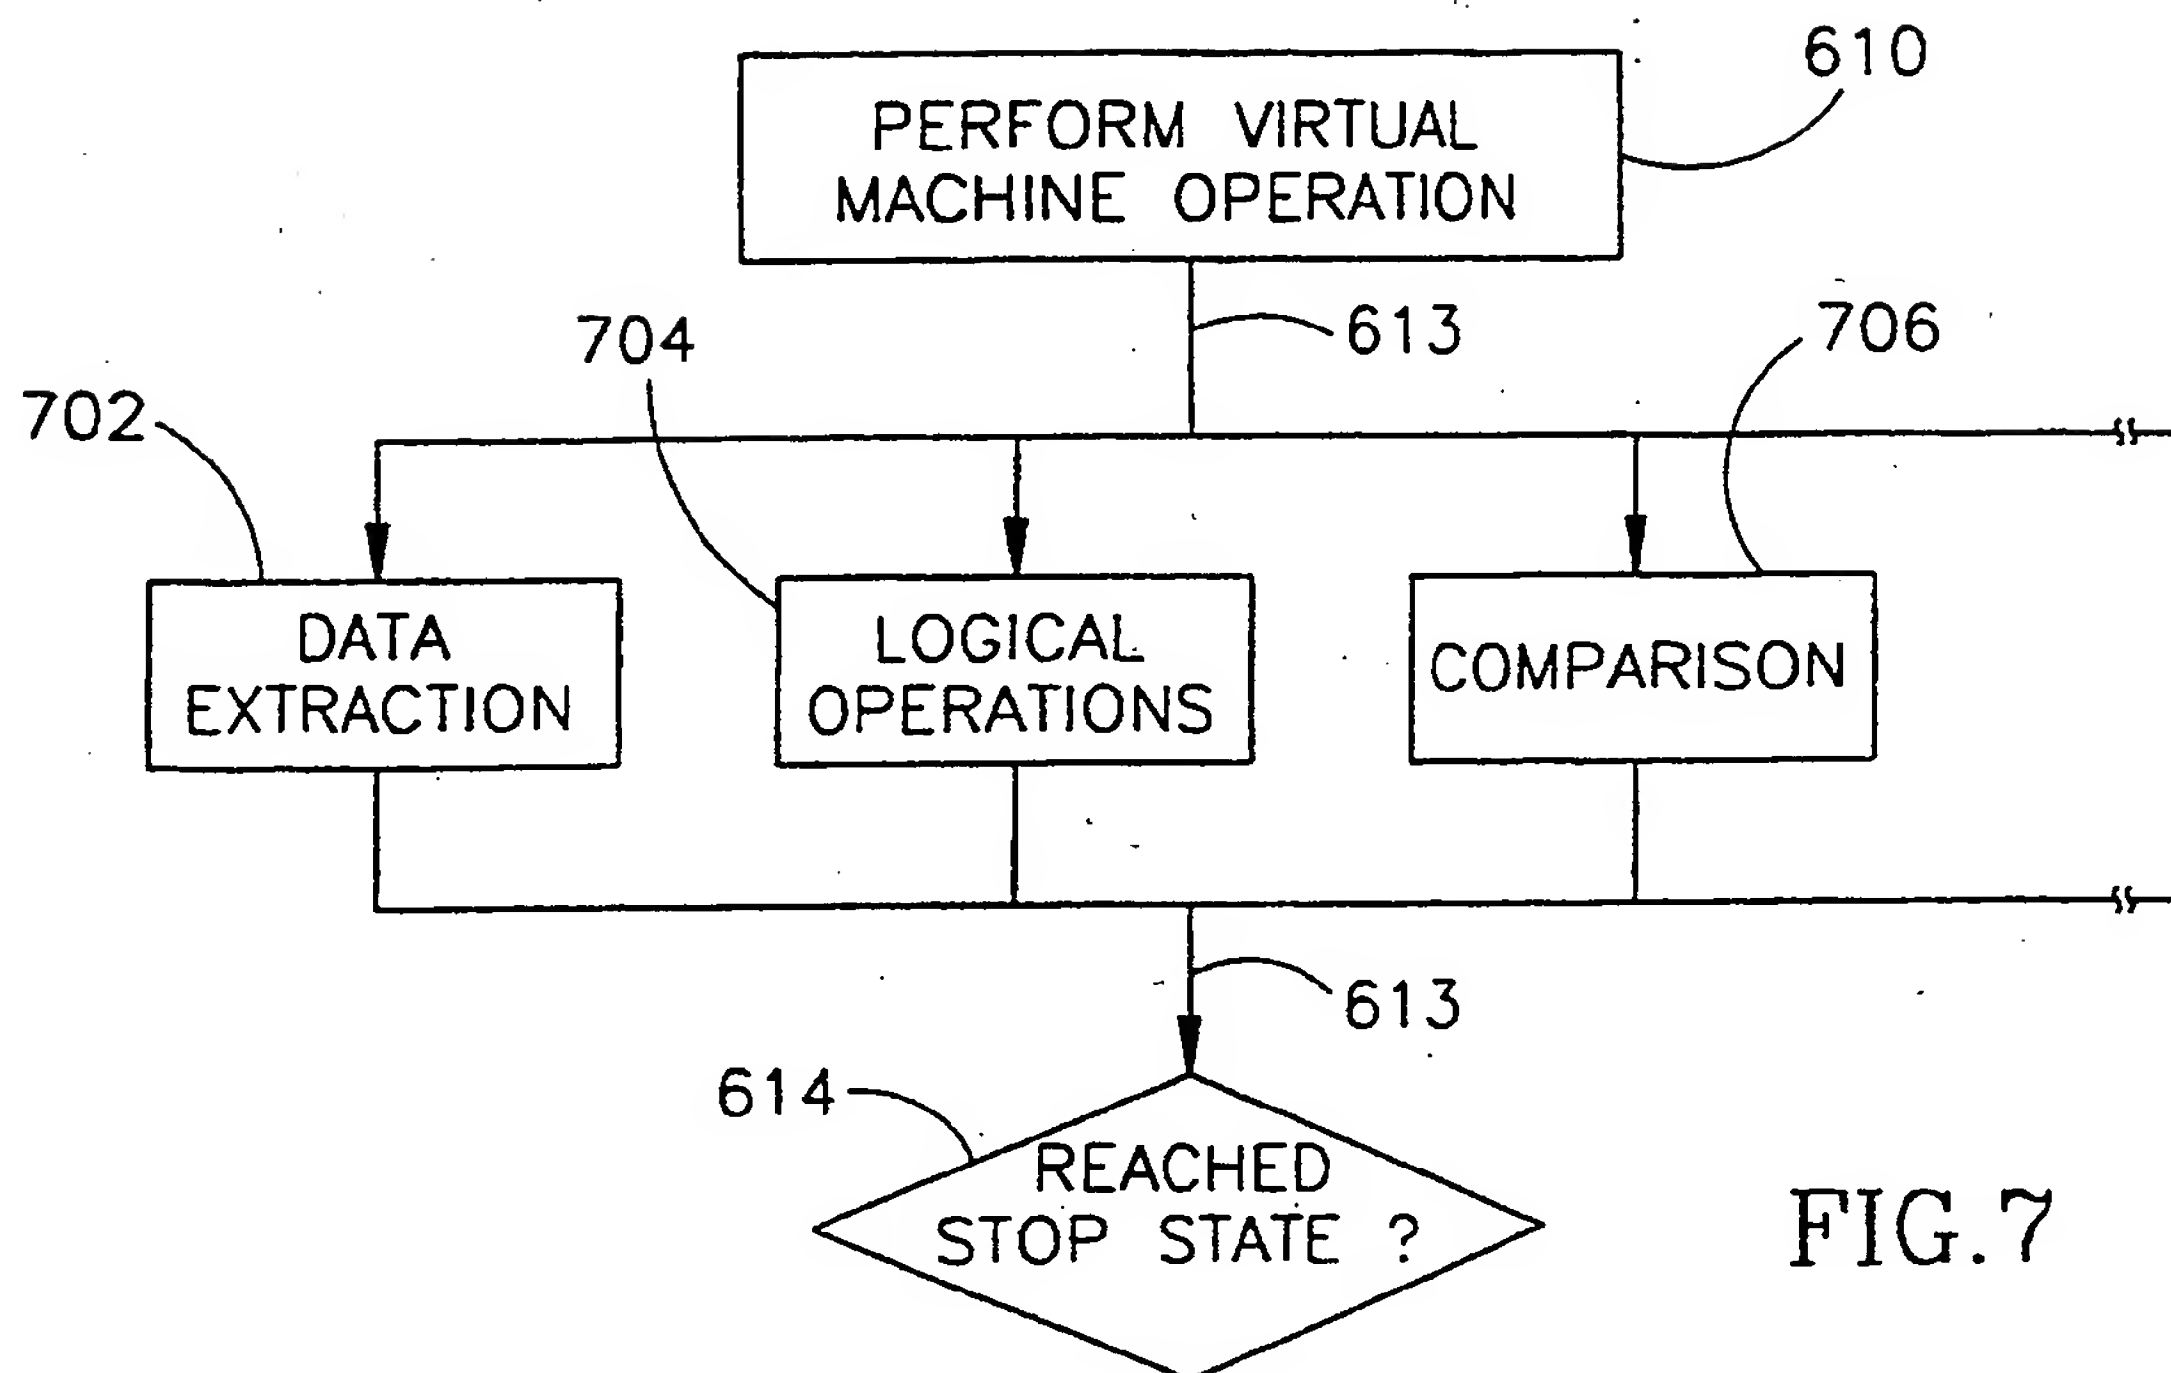 610
PERFORM VIRTUAL
MACHINE OPERATION
613
704
706
702
DATA
EXTRACTION
LOGICAL
OPERATIONS
COMPARISON
613
614
REACHED
STOP STATE ?
FIG.7